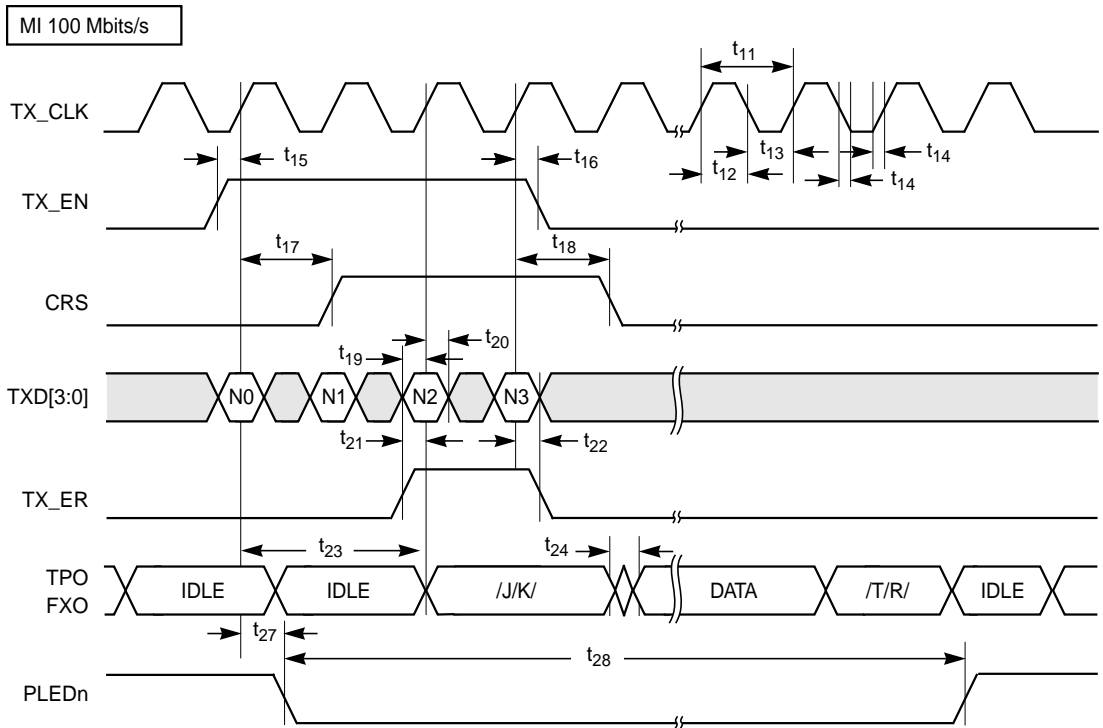 MI 100 Mbits/s
t11
TX_CLK
t15
t16
t12
t13
t14
t14
TX_EN
t17
t18
CRS
t19
t20
TXD[3:0]
N0 N1 N2 N3
t21
t22
TX_ER
t23
t24
TPO
FXO
IDLE IDLE /J/K/ DATA /T/R/ IDLE
t27
t28
PLEDn